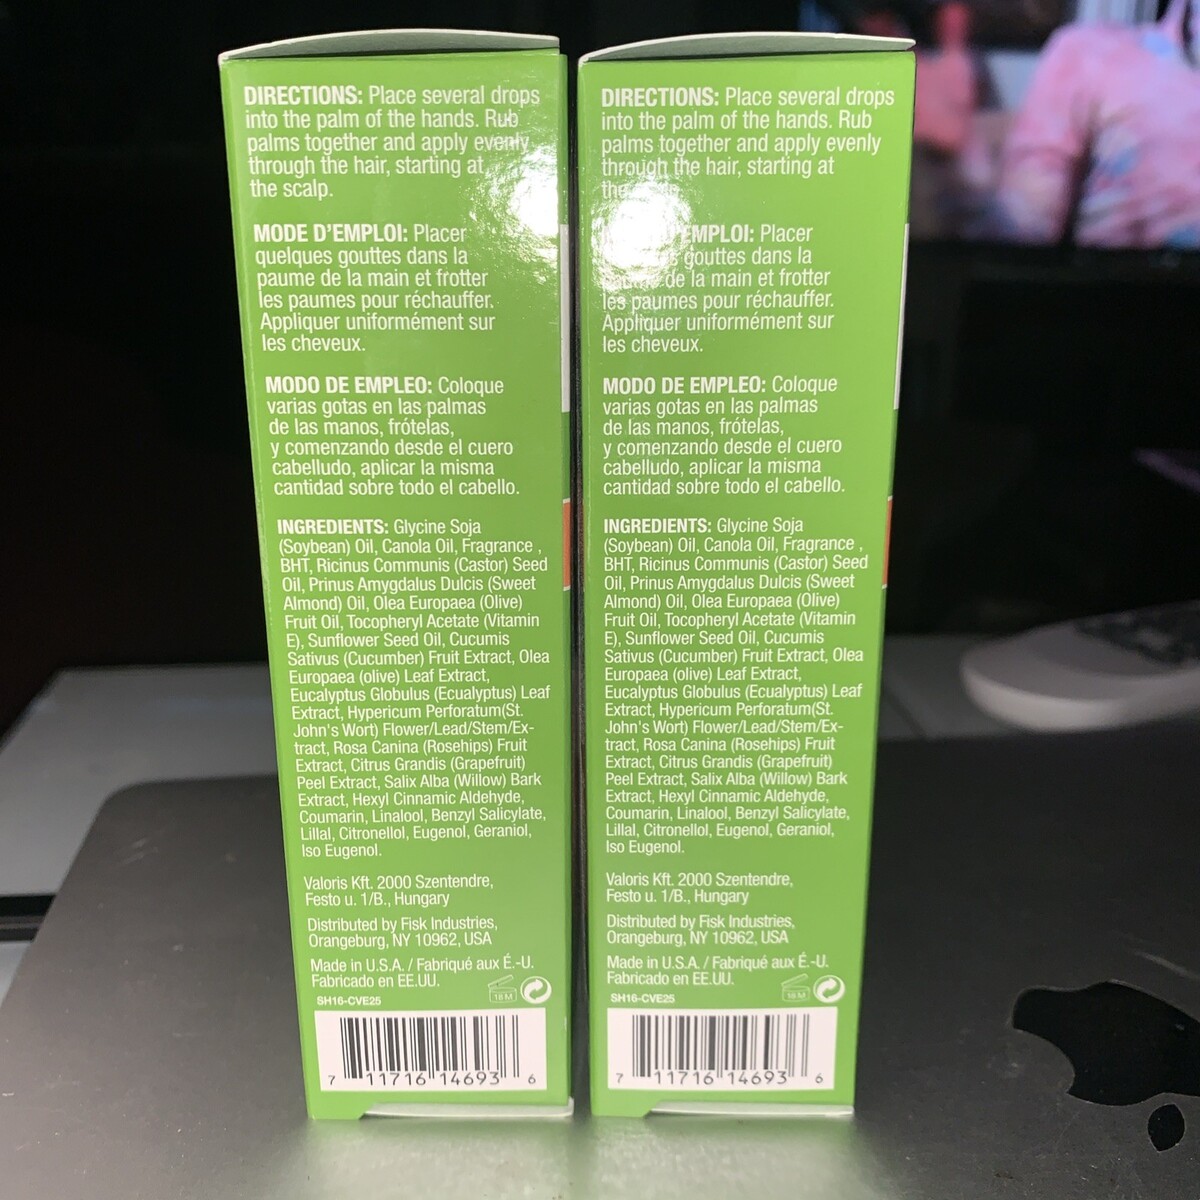 DIRECTIONS: Place several drops
into the palm of the hands. Rub
palms together and apply evenly
through the hair, starting at
the scalp.
MODE D'EMPLOI: Placer
quelques gouttes dans la
paume de la main et frotter
les paumes pour réchauffer.
Appliquer uniformément sur
les cheveux.
MODO DE EMPLEO: Coloque
varias gotas en las palmas
de las manos, frótelas,
y comenzando desde el cuero
cabelludo, aplicar la misma
cantidad sobre todo el cabello.
INGREDIENTS: Glycine Soja
(Soybean) Oil, Canola Oil, Fragrance ,
BHT, Ricinus Communis (Castor) Seed
Oil, Prinus Amygdalus Dulcis (Sweet
Almond) Oil, Olea Europaea (Olive)
Fruit Oil, Tocopheryl Acetate (Vitamin
E), Sunflower Seed Oil, Cucumis
Sativus (Cucumber) Fruit Extract, Olea
Europaea (olive) Leaf Extract,
Eucalyptus Globulus (Ecualyptus) Leaf
Extract, Hypericum Perforatum(St.
John's Wort) Flower/Lead/Stem/Ex-
tract, Rosa Canina (Rosehips) Fruit
Extract, Citrus Grandis (Grapefruit)
Peel Extract, Salix Alba (Willow) Bark
Extract, Hexyl Cinnamic Aldehyde,
Coumarin, Linalool, Benzyl Salicylate,
Lillal, Citronellol, Eugenol, Geraniol,
Iso Eugenol.
Valoris Kft. 2000 Szentendre,
Festo u. 1/B., Hungary
Distributed by Fisk Industries,
Orangeburg, NY 10962, USA
Made in U.S.A. / Fabriqué aux É.-U.
Fabricado en EE.UU.
SH16-CVE25
18 M
7 11716 14693 6
DIRECTIONS: Place several drops
into the palm of the hands. Rub
palms together and apply evenly
through the hair, starting at
the
EMPLOI: Placer
gouttes dans la
de la main et frotter
les paumes pour réchauffer.
Appliquer uniformément sur
les cheveux.
MODO DE EMPLEO: Coloque
varias gotas en las palmas
de las manos, frótelas,
y comenzando desde el cuero
cabelludo, aplicar la misma
cantidad sobre todo el cabello.
INGREDIENTS: Glycine Soja
(Soybean) Oil, Canola Oil, Fragrance ,
BHT, Ricinus Communis (Castor) Seed
Oil, Prinus Amygdalus Dulcis (Sweet
Almond) Oil, Olea Europaea (Olive)
Fruit Oil, Tocopheryl Acetate (Vitamin
E), Sunflower Seed Oil, Cucumis
Sativus (Cucumber) Fruit Extract, Olea
Europaea (olive) Leaf Extract,
Eucalyptus Globulus (Ecualyptus) Leaf
Extract, Hypericum Perforatum(St.
John's Wort) Flower/Lead/Stem/Ex-
tract, Rosa Canina (Rosehips) Fruit
Extract, Citrus Grandis (Grapefruit)
Peel Extract, Salix Alba (Willow) Bark
Extract, Hexyl Cinnamic Aldehyde,
Coumarin, Linalool, Benzyl Salicylate,
Lillal, Citronellol, Eugenol, Geraniol,
Iso Eugenol.
Valoris Kft. 2000 Szentendre,
Festo u. 1/B., Hungary
Distributed by Fisk Industries,
Orangeburg, NY 10962, USA
Made in U.S.A. / Fabriqué aux É.-U.
Fabricado en EE.UU.
SH16-CVE25
18 M
7 11716 14693 6